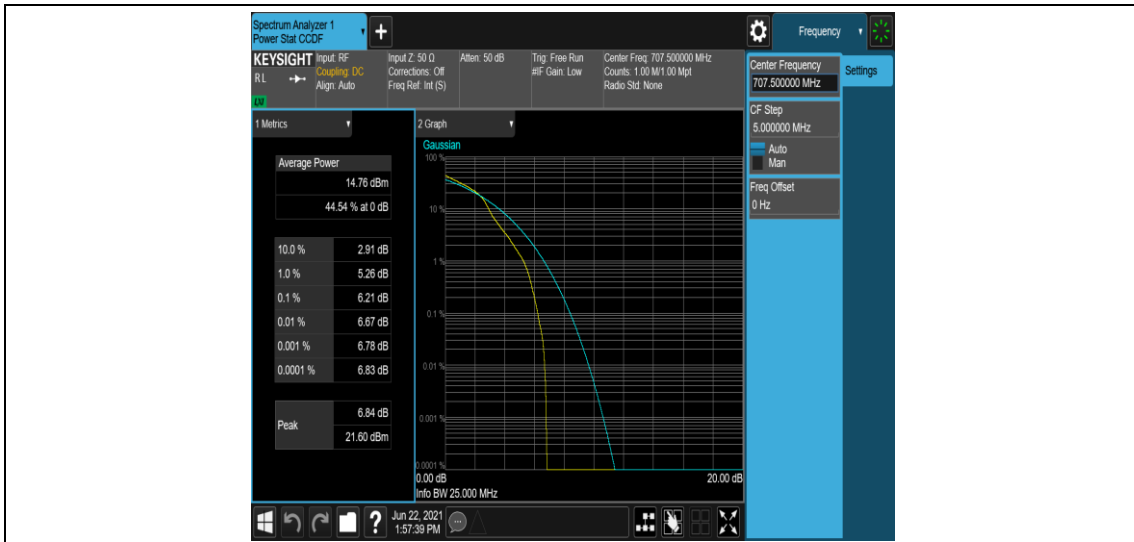 Spectrum Analyzer 1
Power Stat CCDF
+
Frequency
KEYSIGHT
RL
LXI
Input: RF
Coupling: DC
Align: Auto
Input Z: 50 Ω
Corrections: Off
Freq Ref: Int (S)
Atten: 50 dB
Trig: Free Run
#IF Gain: Low
Center Freq: 707.500000 MHz
Counts: 1.00 M/1.00 Mpt
Radio Std: None
Center Frequency
707.500000 MHz
Settings
CF Step
5.000000 MHz
Auto
Man
Freq Offset
0 Hz
1 Metrics
Average Power
14.76 dBm
44.54 % at 0 dB
10.0 % 2.91 dB
1.0 % 5.26 dB
0.1 % 6.21 dB
0.01 % 6.67 dB
0.001 % 6.78 dB
0.0001 % 6.83 dB
Peak
6.84 dB
21.60 dBm
2 Graph
Gaussian
100 %
10 %
1 %
0.1 %
0.01 %
0.001 %
0.0001 %
0.00 dB 20.00 dB
Info BW 25.000 MHz
?
Jun 22, 2021
1:57:39 PM